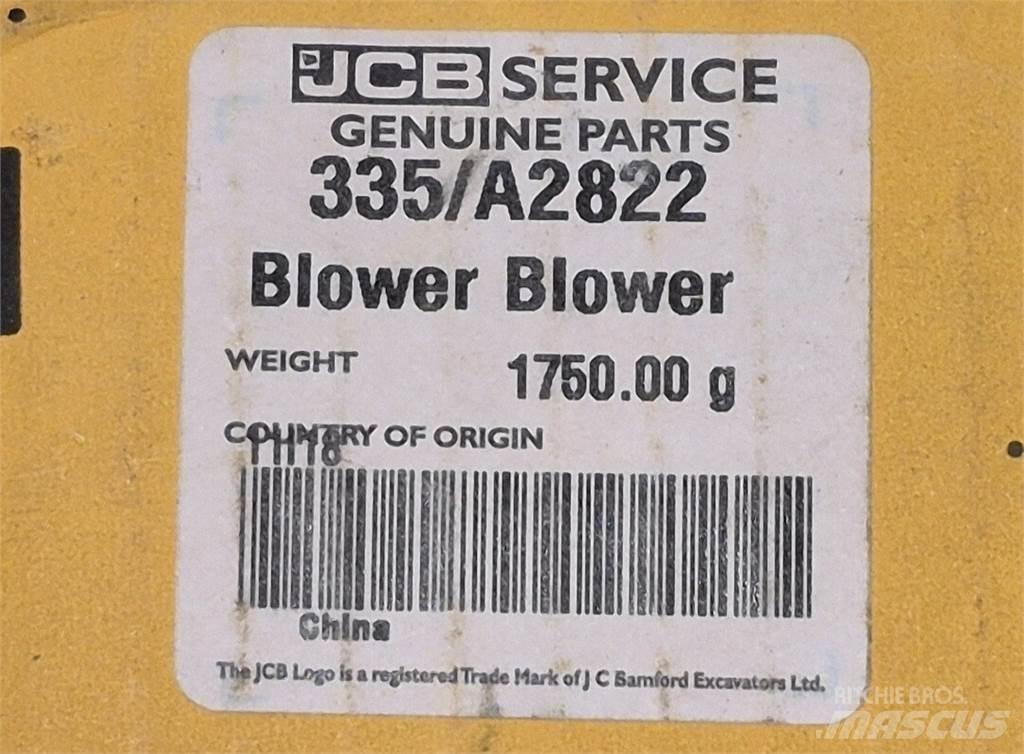 JCB SERVICE
GENUINE PARTS
335/A2822
Blower Blower
WEIGHT 1750.00 g
COUNTRY OF ORIGIN
China
The JCB Logo is a registered Trade Mark of J C Bamford Excavators Ltd.
RITCHIE BROS.
MASCUS